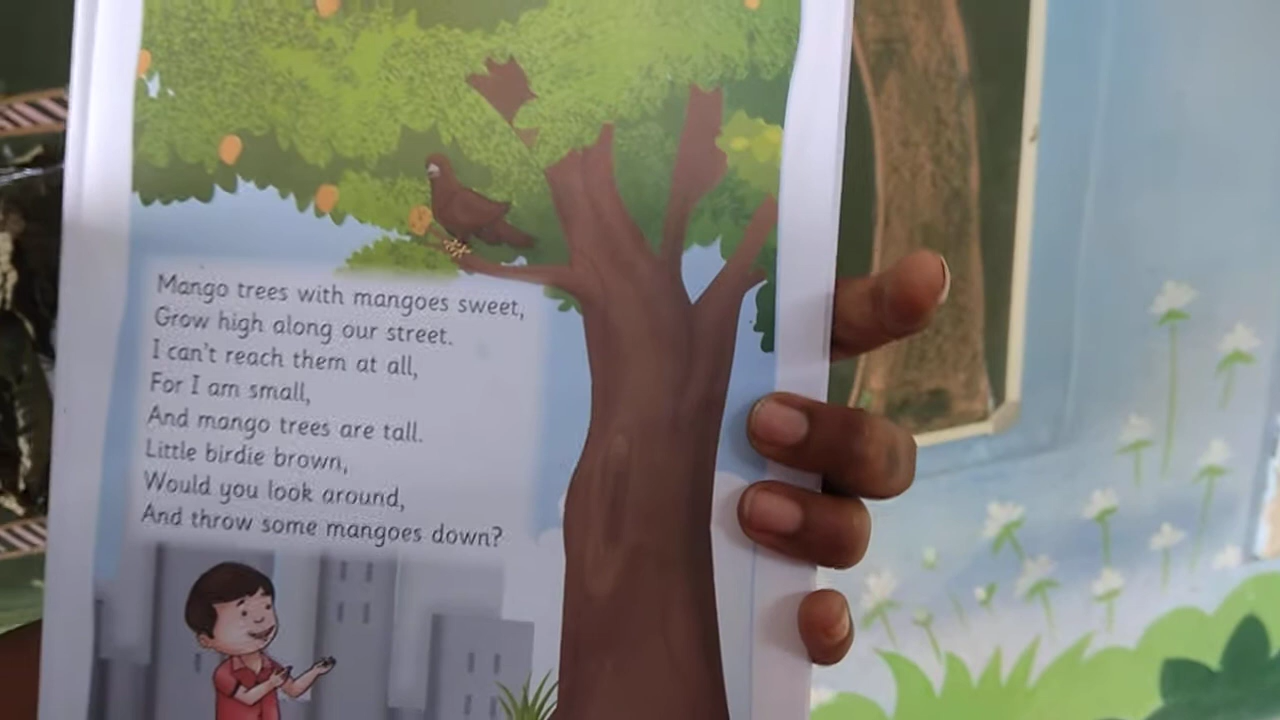 Mango trees with mangoes sweet,
Grow high along our street.
I can't reach them at all,
For I am small,
And mango trees are tall.
Little birdie brown,
Would you look around,
And throw some mangoes down?